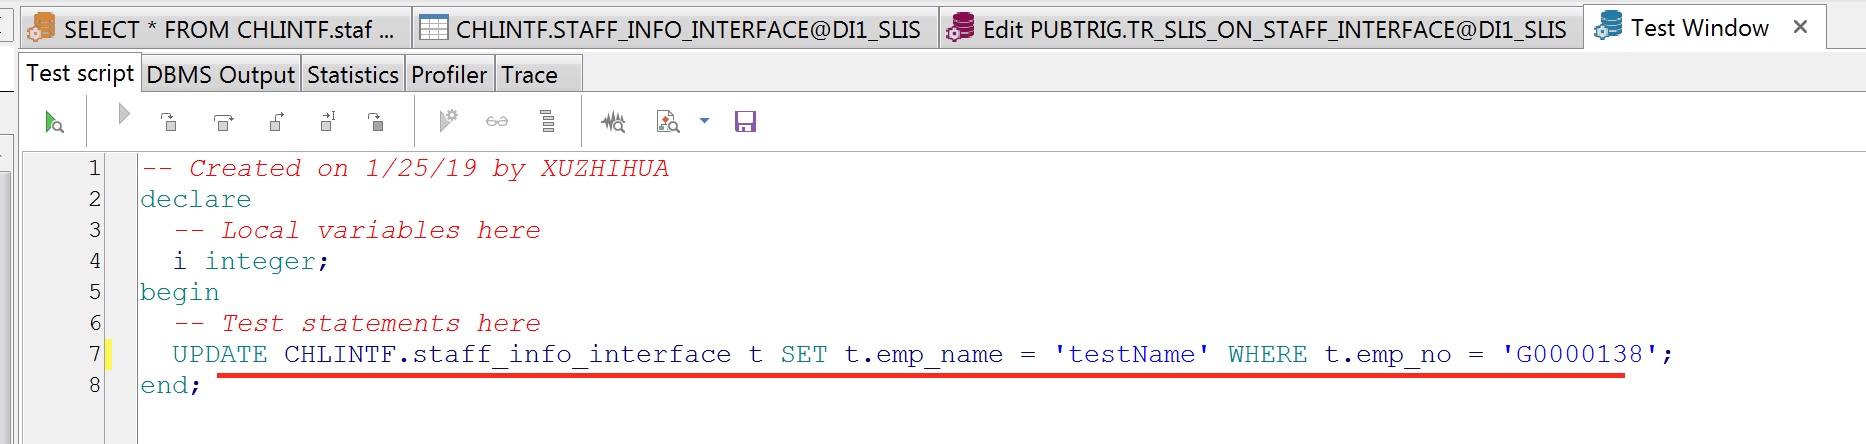 SELECT * FROM CHLINTF.staf ... CHLINTF.STAFF_INFO_INTERFACE@DI1_SLIS Edit PUBTRIG.TR_SLIS_ON_STAFF_INTERFACE@DI1_SLIS Test Window
Test script DBMS Output Statistics Profiler Trace
1 -- Created on 1/25/19 by XUZHIHUA
2 declare
3 -- Local variables here
4 i integer;
5 begin
6 -- Test statements here
7 UPDATE CHLINTF.staff_info_interface t SET t.emp_name = 'testName' WHERE t.emp_no = 'G0000138';
8 end;